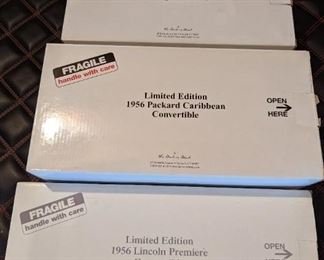 FRAGILE
handle with care
Limited Edition
1956 Packard Caribbean
Convertible
OPEN
HERE
FRAGILE
handle with care
Limited Edition
1956 Lincoln Premiere
OPEN